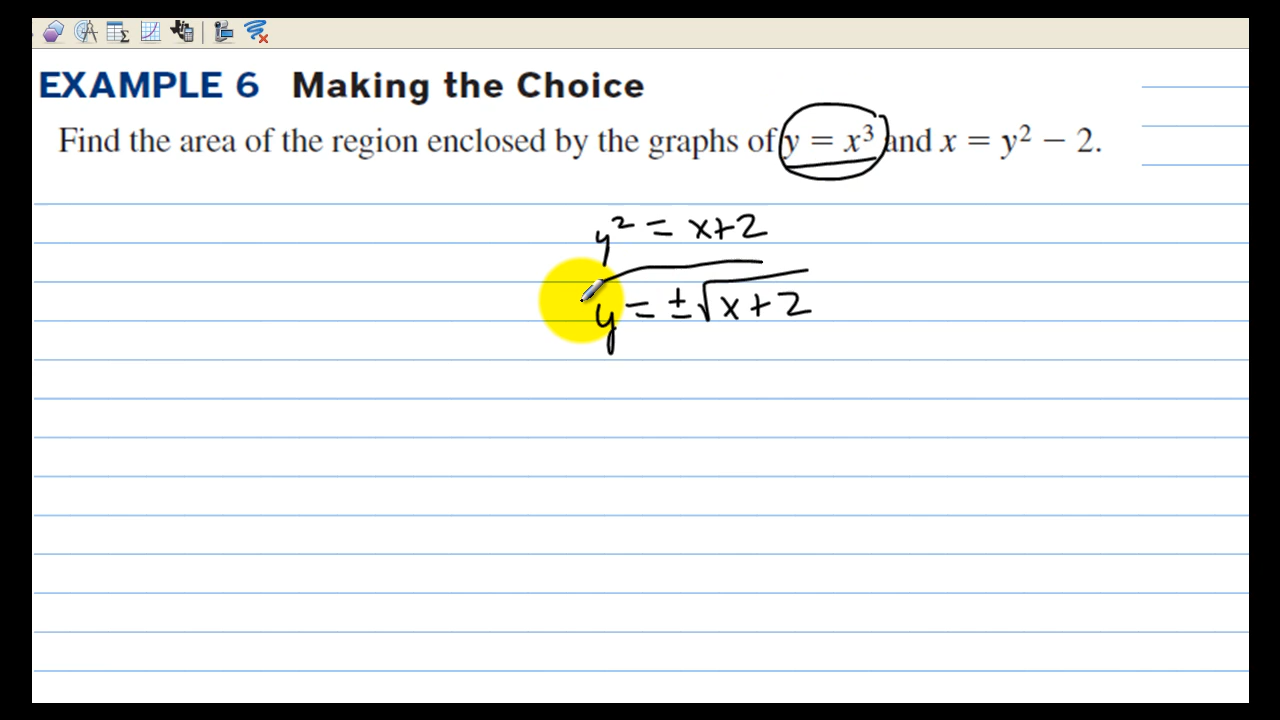 EXAMPLE 6 Making the Choice
Find the area of the region enclosed by the graphs of y = x³ and x = y² − 2.
y² = x+2
y = ±√x+2